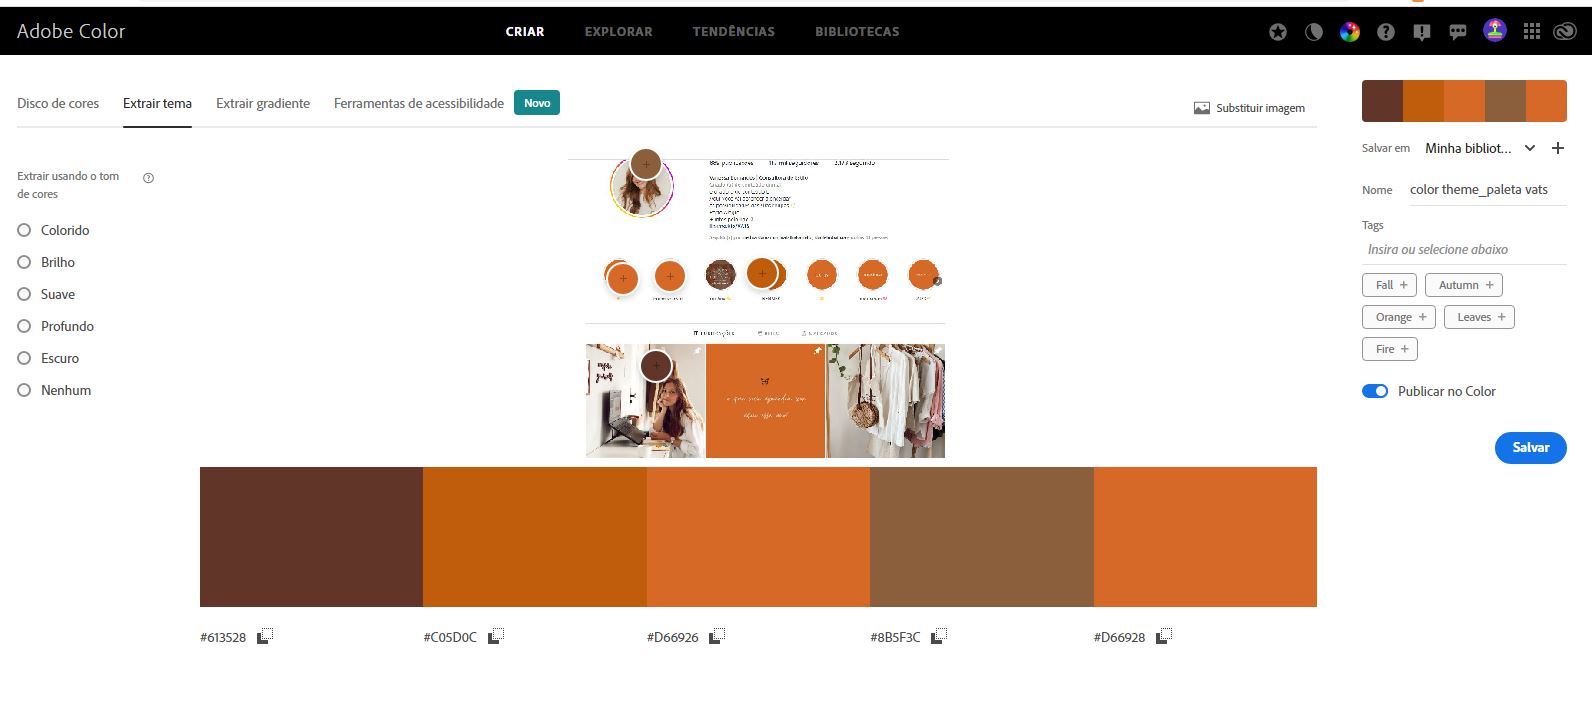 Adobe Color
CRIAR
EXPLORAR
TENDÊNCIAS
BIBLIOTECAS
Disco de cores
Extrair tema
Extrair gradiente
Ferramentas de acessibilidade
Novo
Substituir imagem
Extrair usando o tom
de cores
Colorido
Brilho
Suave
Profundo
Escuro
Nenhum
Salvar em
Minha bibliot...
Nome
color theme_paleta vats
Tags
Insira ou selecione abaixo
Fall +
Autumn +
Orange +
Leaves +
Fire +
Publicar no Color
Salvar
#613528
#C05D0C
#D66926
#8B5F3C
#D66928